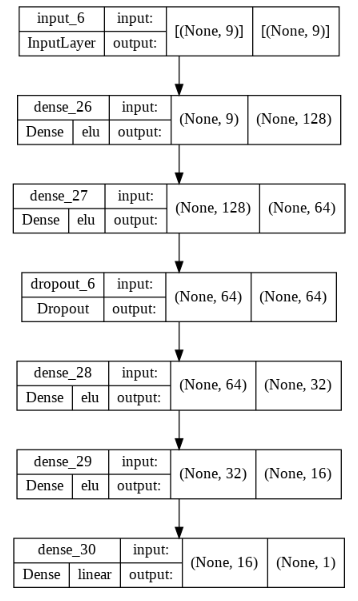 input_6 input: [(None, 9)] [(None, 9)]
InputLayer output:
dense_26 input: (None, 9) (None, 128)
Dense elu output:
dense_27 input: (None, 128) (None, 64)
Dense elu output:
dropout_6 input: (None, 64) (None, 64)
Dropout output:
dense_28 input: (None, 64) (None, 32)
Dense elu output:
dense_29 input: (None, 32) (None, 16)
Dense elu output:
dense_30 input: (None, 16) (None, 1)
Dense linear output: